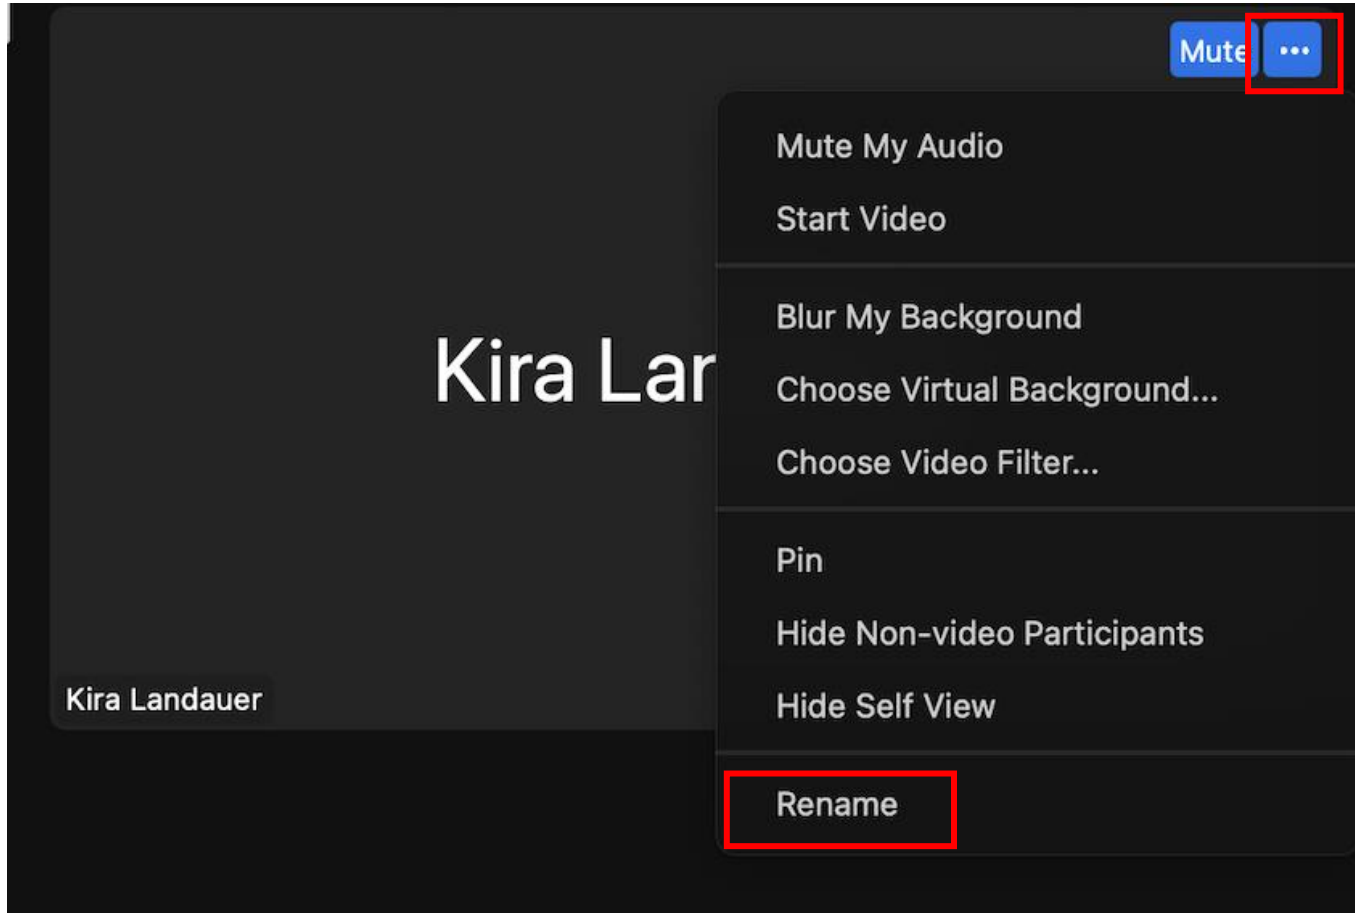 Mute ...
Mute My Audio
Start Video
Blur My Background
Kira Lan
Choose Virtual Background...
Choose Video Filter...
Pin
Hide Non-video Participants
Kira Landauer
Hide Self View
Rename